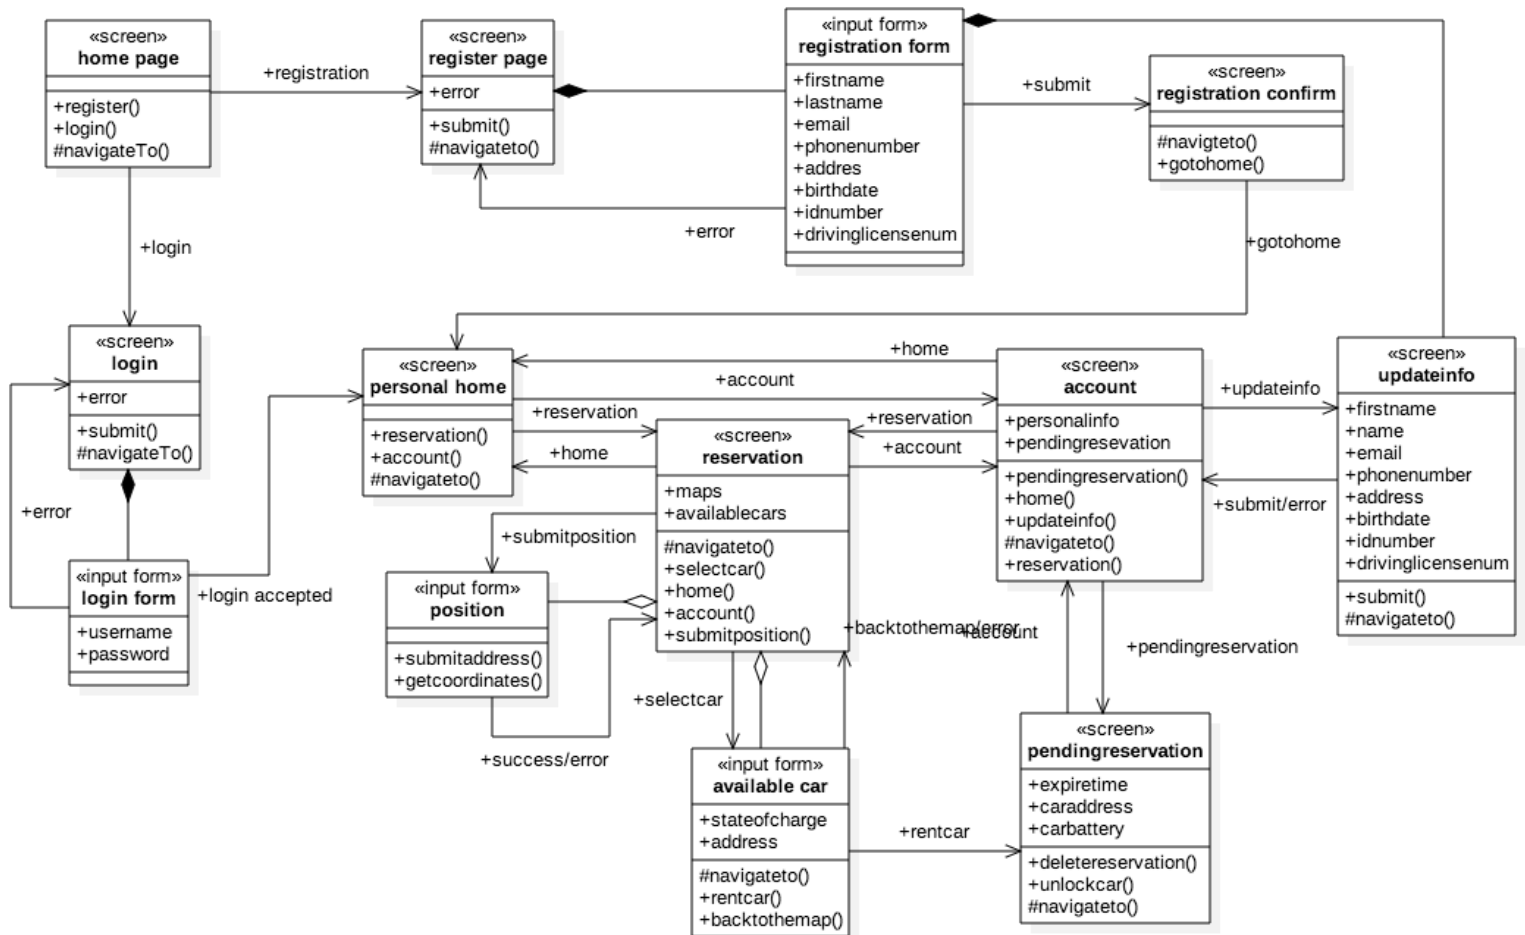 «screen»
home page
+register()
+login()
#navigateTo()
+registration
«screen»
register page
+error
+submit()
#navigateto()
«input form»
registration form
+firstname
+lastname
+email
+phonenumber
+addres
+birthdate
+idnumber
+drivinglicensenum
+submit
«screen»
registration confirm
#navigteto()
+gotohome()
+error
+gotohome
+login
«screen»
login
+error
+submit()
#navigateTo()
+error
«input form»
login form
+username
+password
+login accepted
«screen»
personal home
+reservation()
+account()
#navigateto()
+home
+account
+reservation
+home
+reservation
+account
«screen»
reservation
+maps
+availablecars
#navigateto()
+selectcar()
+home()
+account()
+submitposition()
«screen»
account
+personalinfo
+pendingresevation
+pendingreservation()
+home()
+updateinfo()
#navigateto()
+reservation()
+updateinfo
+submit/error
«screen»
updateinfo
+firstname
+name
+email
+phonenumber
+address
+birthdate
+idnumber
+drivinglicensenum
+submit()
#navigateto()
+submitposition
«input form»
position
+submitaddress()
+getcoordinates()
+success/error
+selectcar
+backtothemap/error
+account
+pendingreservation
«input form»
available car
+stateofcharge
+address
#navigateto()
+rentcar()
+backtothemap()
+rentcar
«screen»
pendingreservation
+expiretime
+caraddress
+carbattery
+deletereservation()
+unlockcar()
#navigateto()